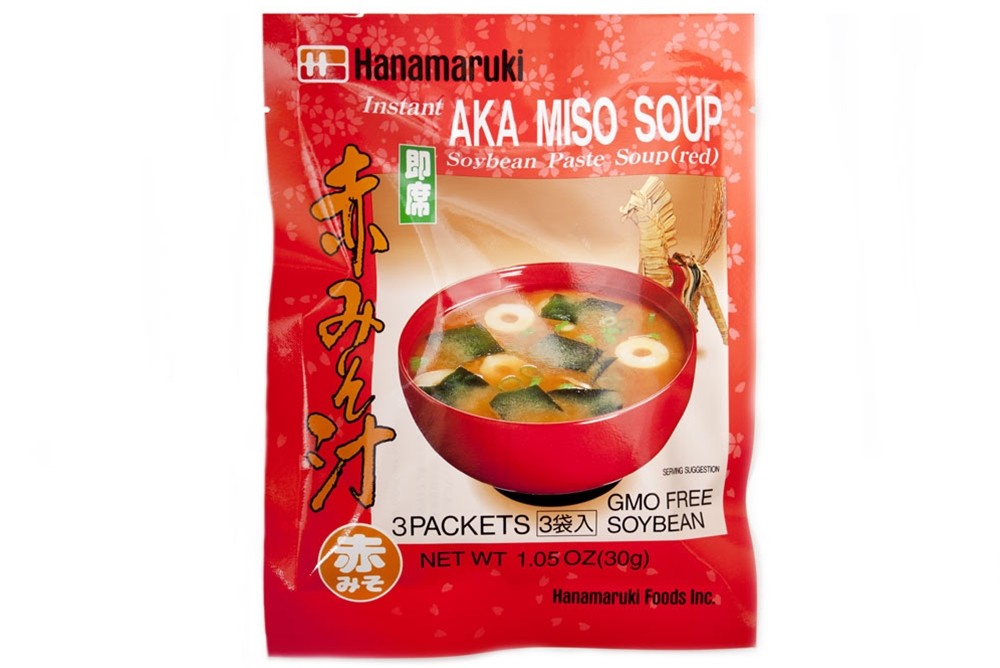 Hanamaruki
Instant AKA MISO SOUP
Soybean Paste Soup(red)
即席
赤みそ汁
SERVING SUGGESTION
3PACKETS 3袋入
GMO FREE
SOYBEAN
赤
みそ
NET WT 1.05 OZ(30g)
Hanamaruki Foods Inc.